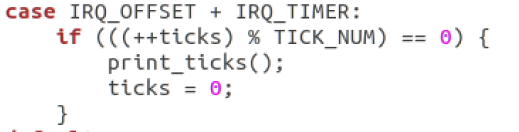 case IRQ_OFFSET + IRQ_TIMER:
if (((++ticks) % TICK_NUM) == 0) {
print_ticks();
ticks = 0;
}